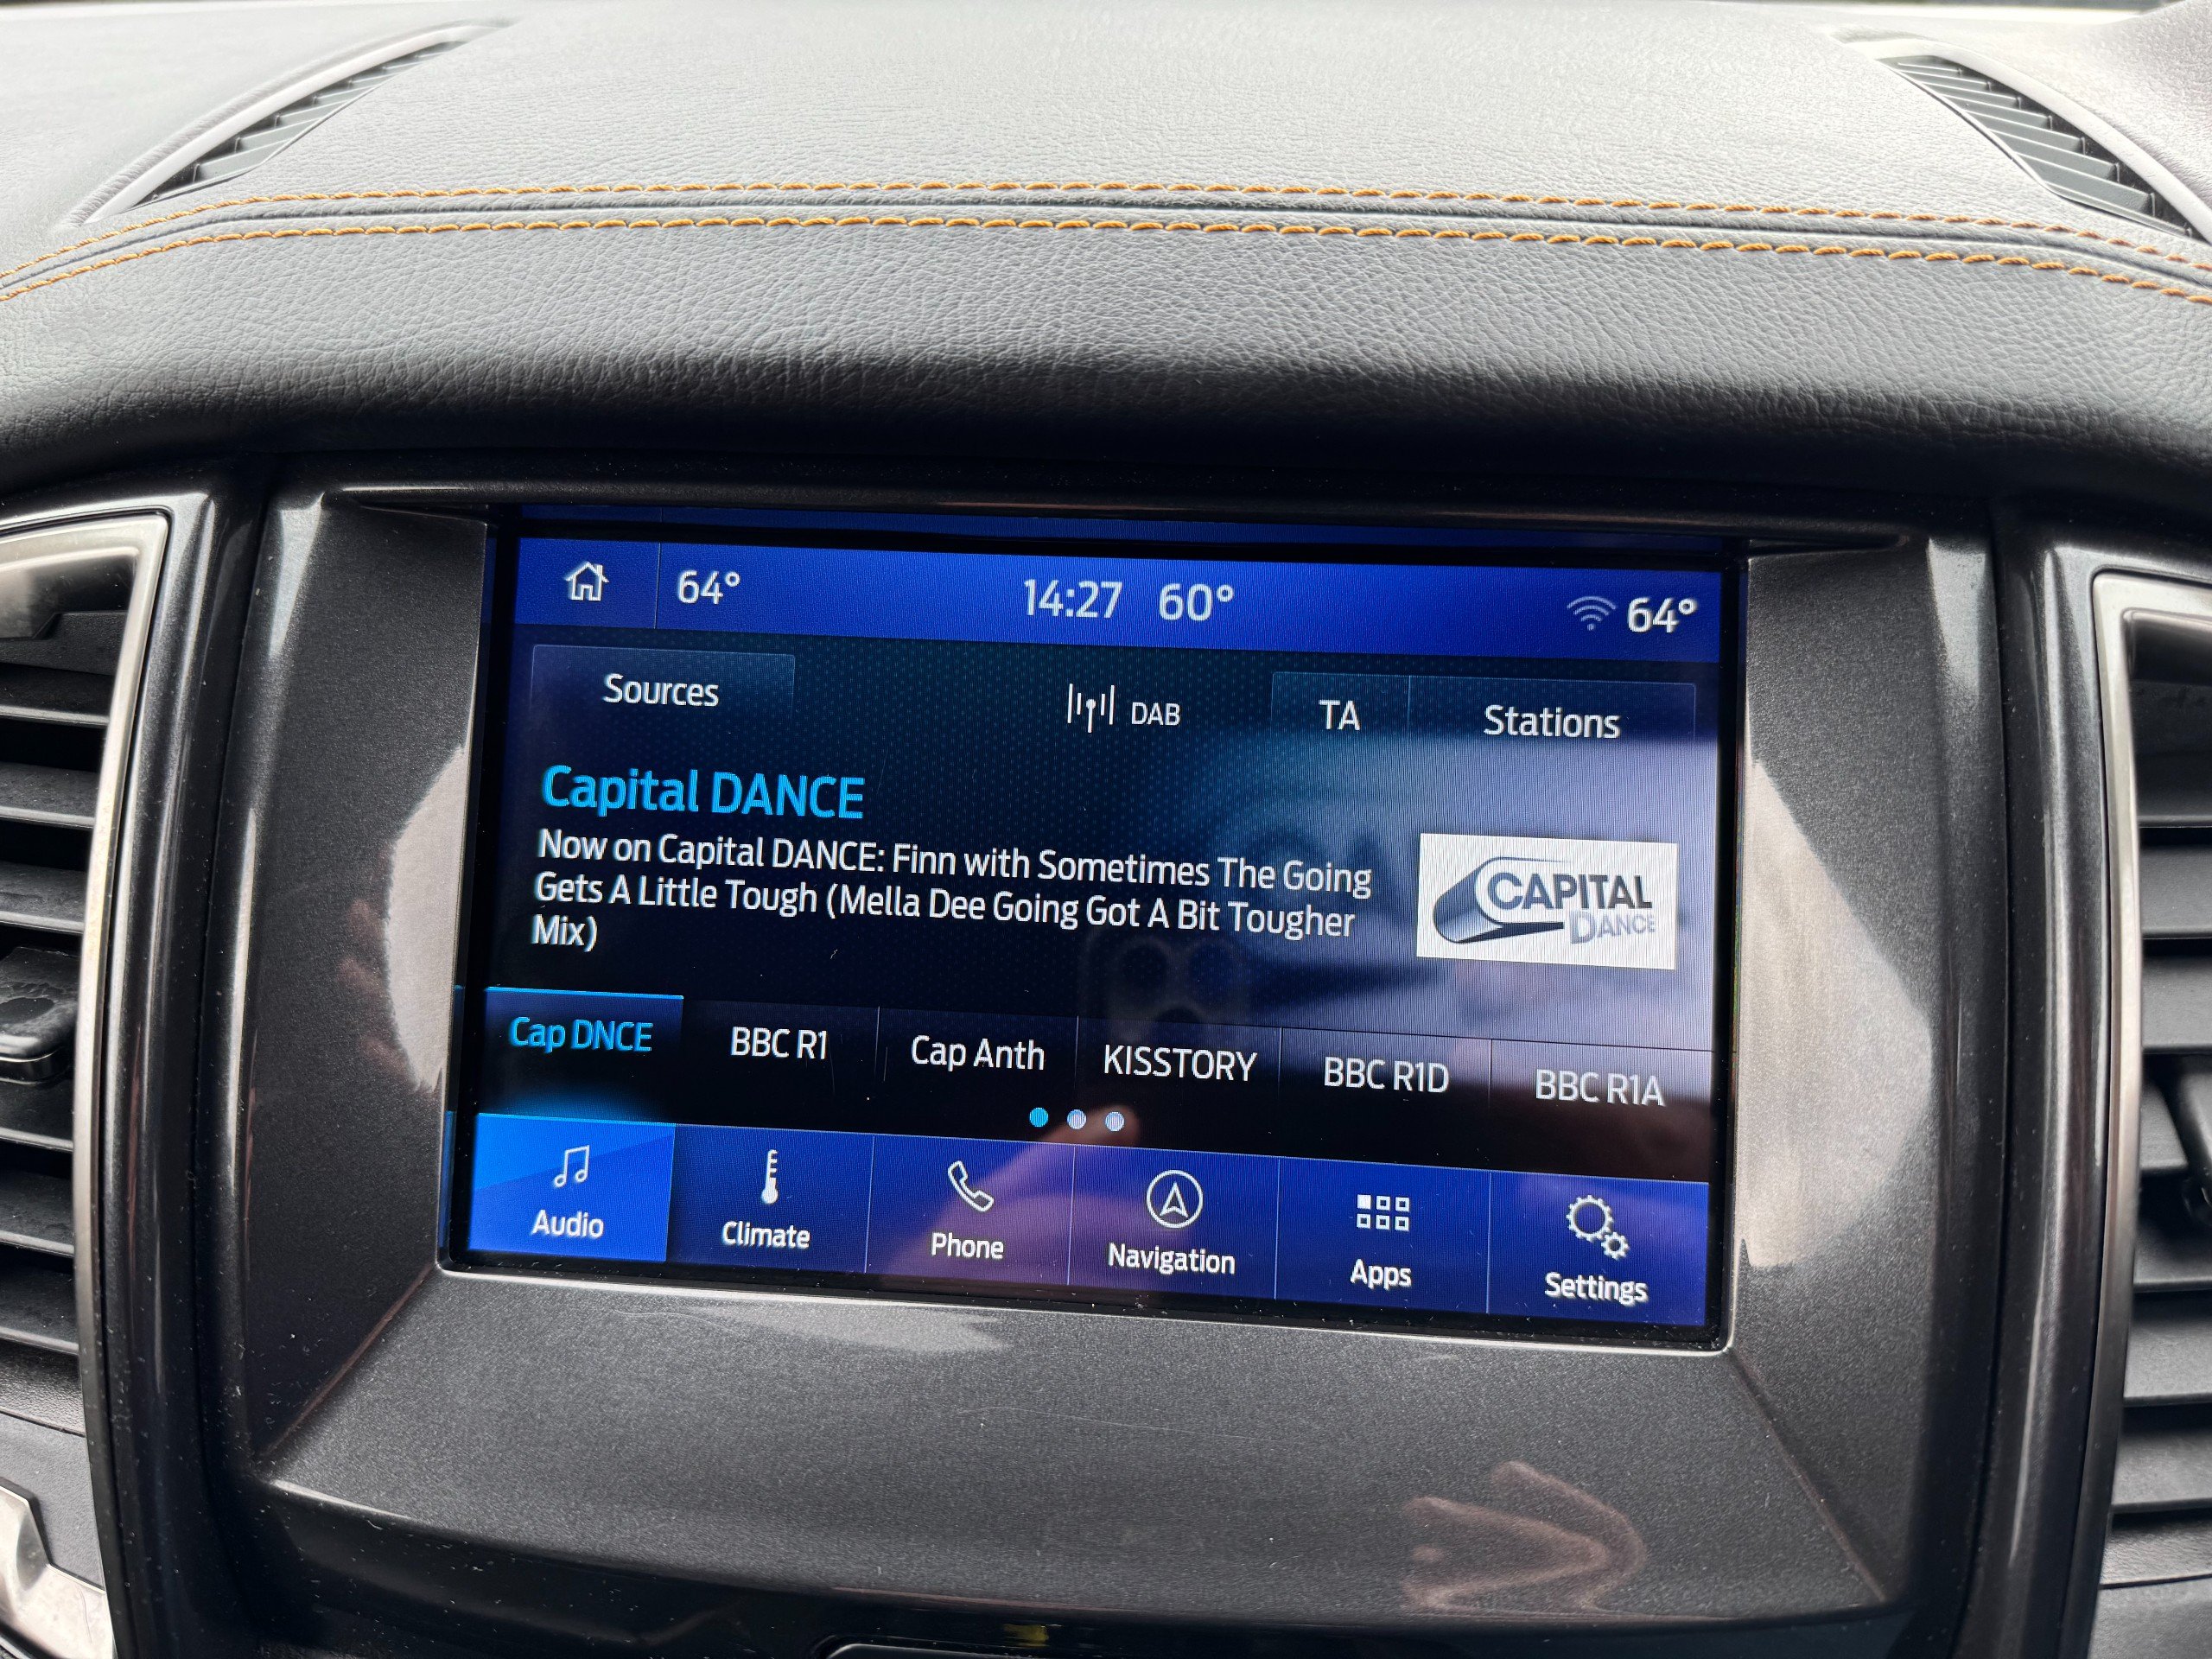 64° 14:27 60° 64°
Sources DAB TA Stations
Capital DANCE
Now on Capital DANCE: Finn with Sometimes The Going
Gets A Little Tough (Mella Dee Going Got A Bit Tougher
Mix)
CAPITAL
DANCE
Cap DNCE BBC R1 Cap Anth KISSTORY BBC R1D BBC R1A
Audio Climate Phone Navigation Apps Settings